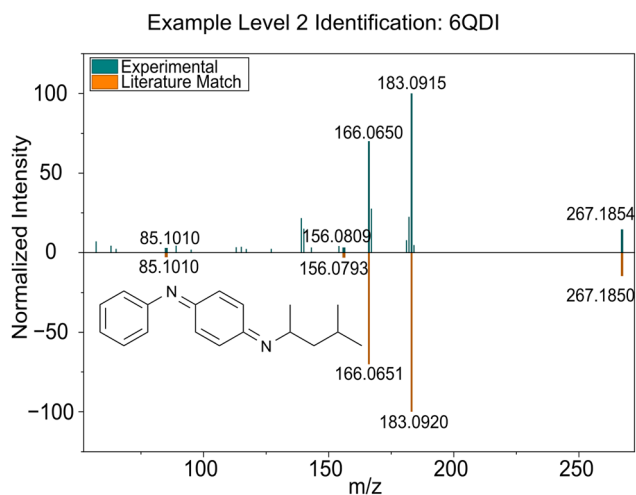 Example Level 2 Identification: 6QDI
Experimental
Literature Match
183.0915
166.0650
267.1854
85.1010
156.0809
85.1010
156.0793
267.1850
166.0651
183.0920
N
N
100
50
0
−50
−100
Normalized Intensity
100
150
200
250
m/z